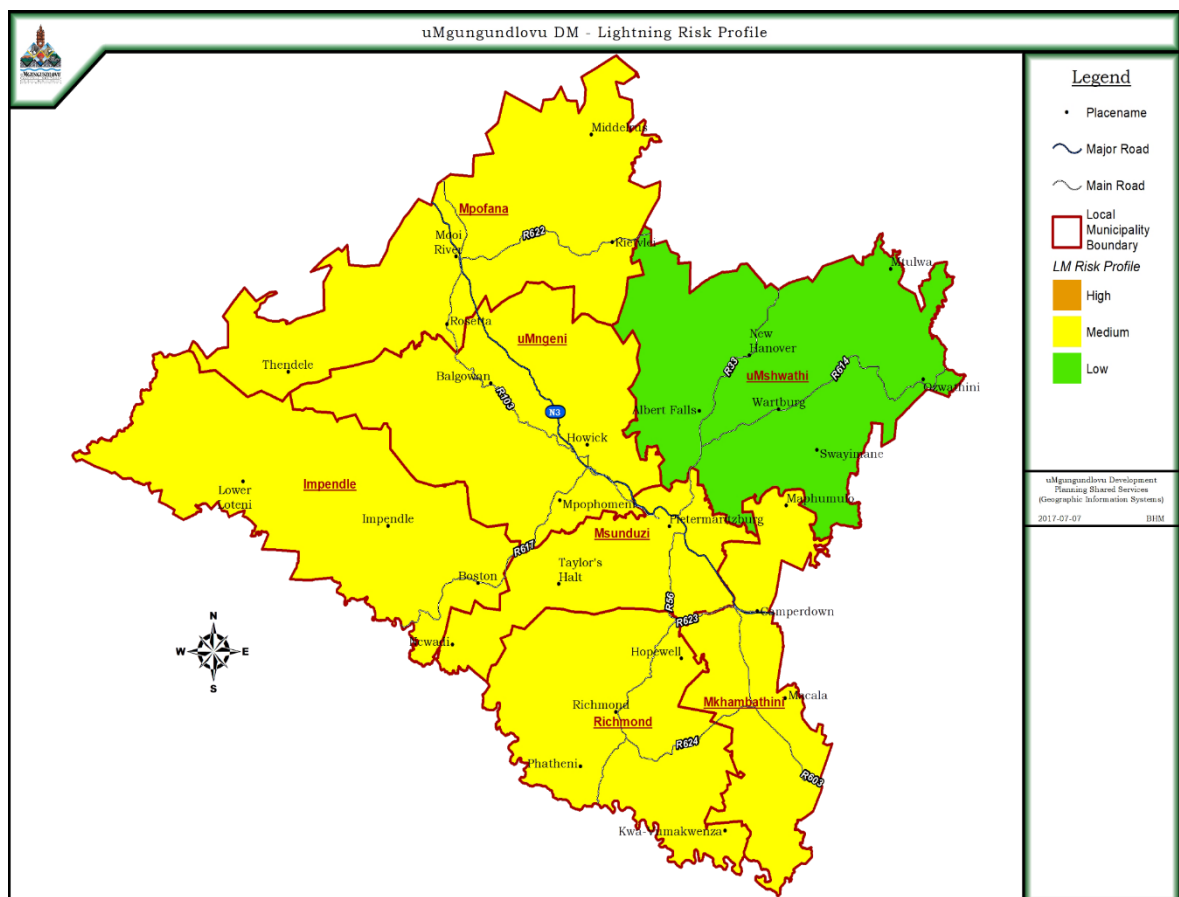 uMgungundlovu DM - Lightning Risk Profile
uMGUNGUNDLOVU
Legend
Placename
Major Road
Main Road
Local
Municipality
Boundary
LM Risk Profile
High
Medium
Low
uMgungundlovu Development
Planning Shared Services
(Geographic Information Systems)
2017-07-07 BHM
Middelrus
Mpofana
Mooi
River
R622
Rietvlei
Mtulwa
Rosetta
uMngeni
New
Hanover
Thendele
Balgowan
R33
uMshwathi
R614
Ozwathini
R103
N3
Albert Falls
Wartburg
Howick
Swayimane
Lower
Loteni
Impendle
Impendle
Mpophomeni
Maphumulo
Pietermaritzburg
Msunduzi
R617
Taylor's
Halt
Boston
R56
Camperdown
R623
Ncwadi
Hopewell
Mkhambathini
Macala
Richmond
Richmond
R624
Phatheni
R603
Kwa-Vumakwenza
N
W E
S